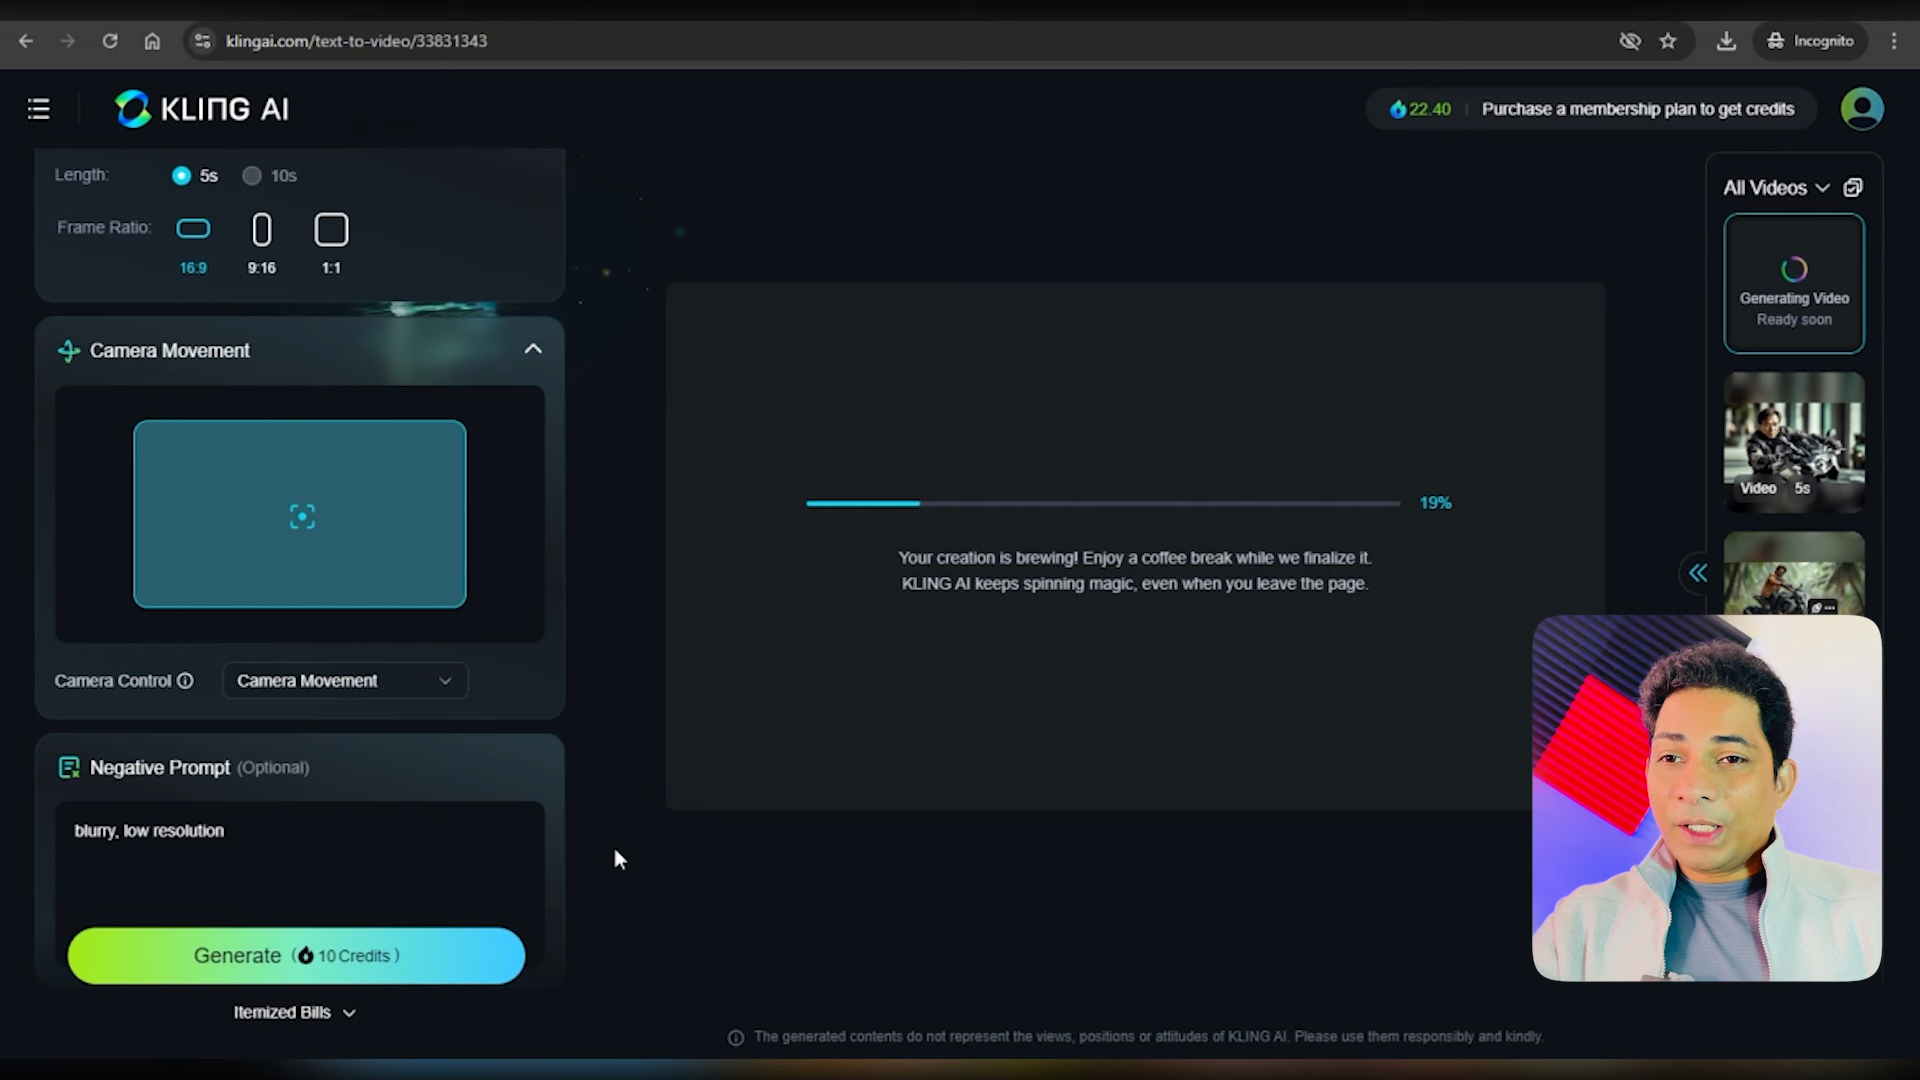 klingai.com/text-to-video/33831343
Incognito
KLING AI
22.40
Purchase a membership plan to get credits
Length:
5s
10s
Frame Ratio:
16:9
9:16
1:1
Camera Movement
Camera Control
Camera Movement
Negative Prompt (Optional)
blurry, low resolution
Generate ( 10 Credits )
Itemized Bills
19%
Your creation is brewing! Enjoy a coffee break while we finalize it.
KLING AI keeps spinning magic, even when you leave the page.
All Videos
Generating Video
Ready soon
Video 5s
The generated contents do not represent the views, positions or attitudes of KLING AI. Please use them responsibly and kindly.